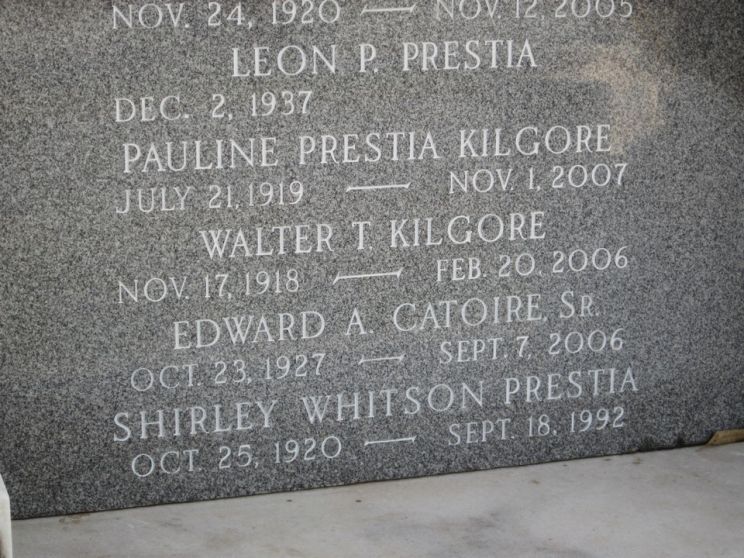 NOV. 24, 1920 — NOV. 12, 2005
LEON P. PRESTIA
DEC. 2, 1937
PAULINE PRESTIA KILGORE
JULY 21, 1919 — NOV. 1, 2007
WALTER T. KILGORE
NOV. 17, 1918 — FEB. 20, 2006
EDWARD A. CATOIRE, SR.
OCT. 23, 1927 — SEPT. 7, 2006
SHIRLEY WHITSON PRESTIA
OCT. 25, 1920 — SEPT. 18, 1992